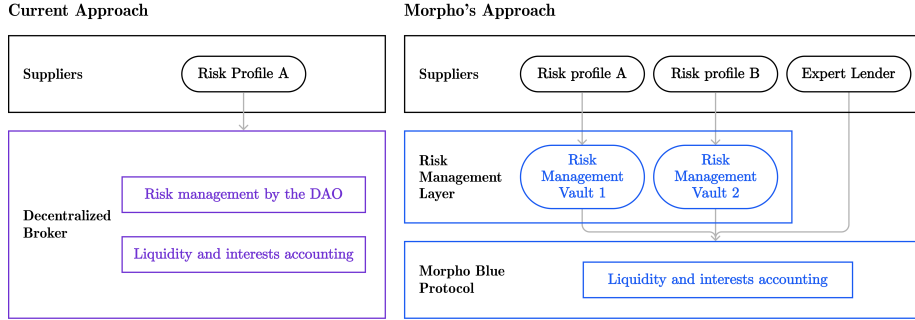 Current Approach
Suppliers
Risk Profile A
Decentralized
Broker
Risk management by the DAO
Liquidity and interests accounting
Morpho's Approach
Suppliers
Risk profile A
Risk profile B
Expert Lender
Risk
Management
Layer
Risk
Management
Vault 1
Risk
Management
Vault 2
Morpho Blue
Protocol
Liquidity and interests accounting